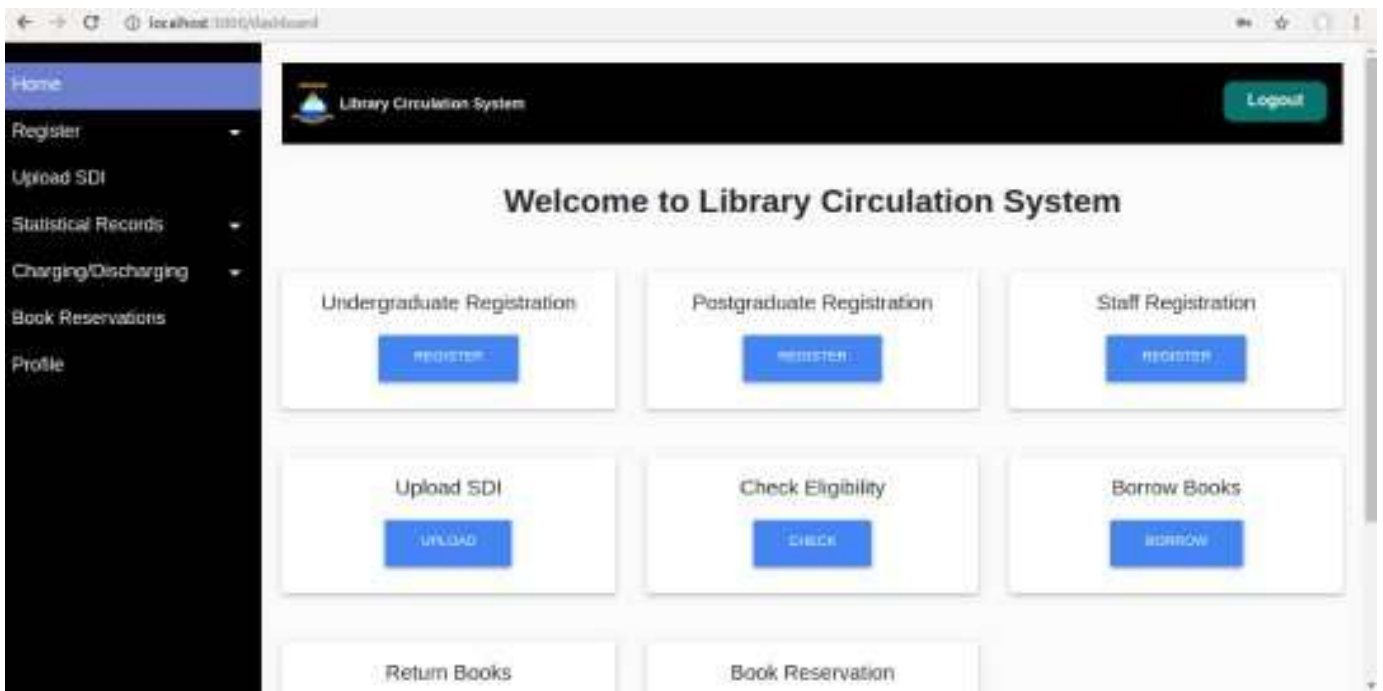 localhost
Home
Library Circulation System
Logout
Register
Upload SDI
Statistical Records
Charging/Discharging
Book Reservations
Profile
Welcome to Library Circulation System
Undergraduate Registration
Postgraduate Registration
Staff Registration
REGISTER
REGISTER
REGISTER
Upload SDI
Check Eligibility
Borrow Books
UPLOAD
CHECK
BORROW
Return Books
Book Reservation